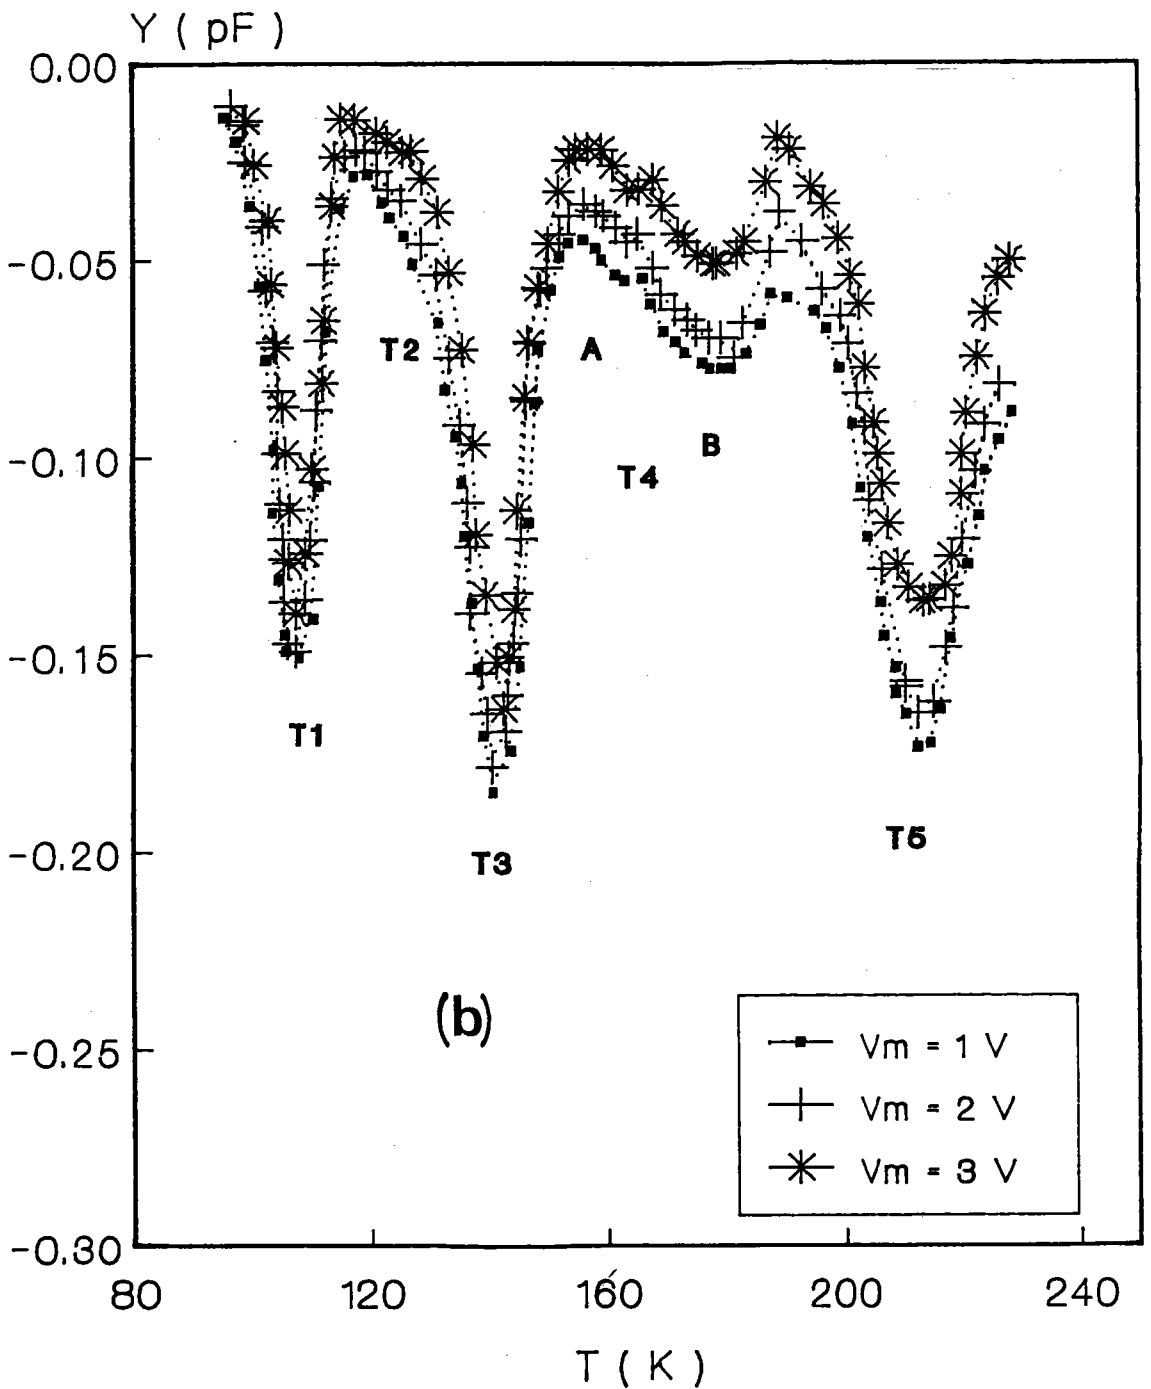 Y ( pF )
0.00
-0.05
-0.10
-0.15
-0.20
-0.25
-0.30
T2
A
B
T4
T1
T5
T3
(b)
Vm = 1 V
Vm = 2 V
Vm = 3 V
80 120 160 200 240
T ( K )